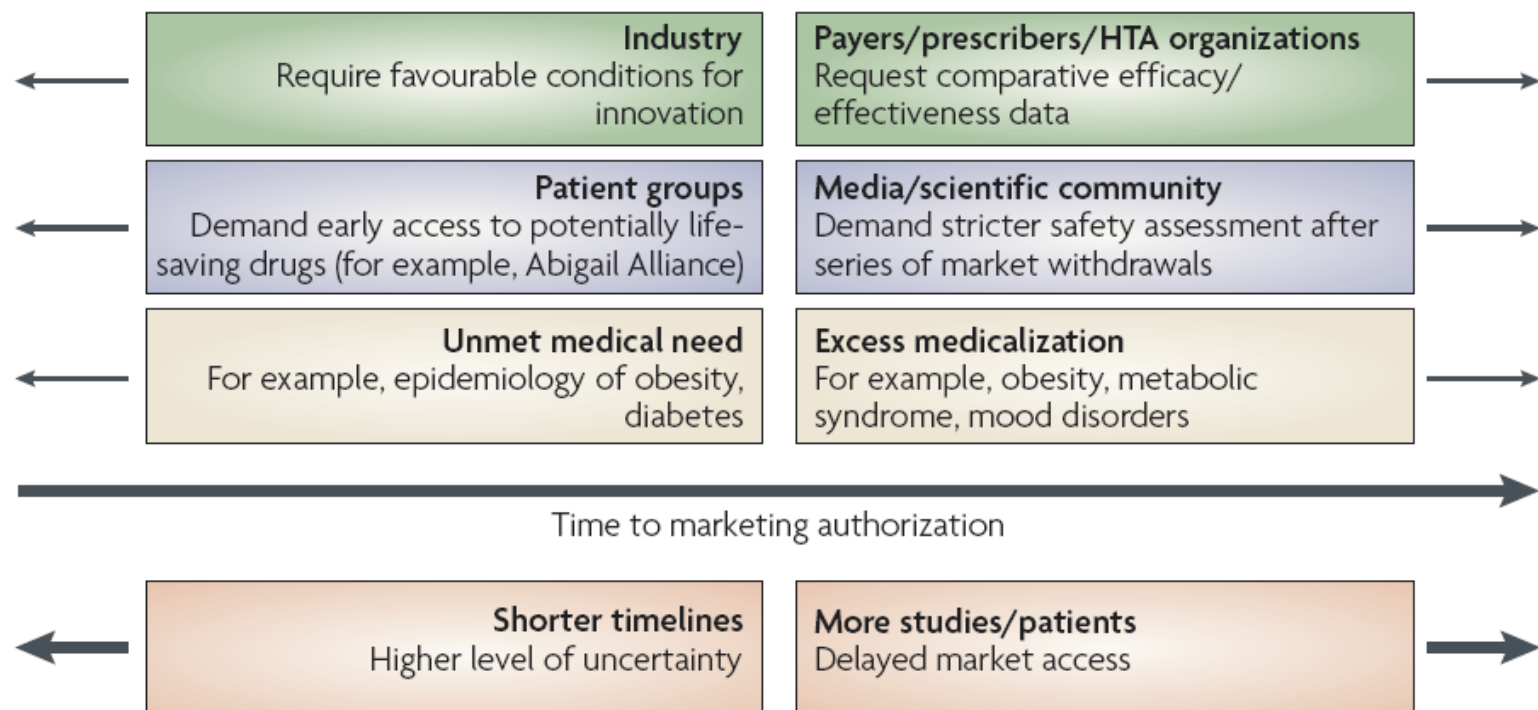 Industry
Require favourable conditions for
innovation
Payers/prescribers/HTA organizations
Request comparative efficacy/
effectiveness data
Patient groups
Demand early access to potentially life-
saving drugs (for example, Abigail Alliance)
Media/scientific community
Demand stricter safety assessment after
series of market withdrawals
Unmet medical need
For example, epidemiology of obesity,
diabetes
Excess medicalization
For example, obesity, metabolic
syndrome, mood disorders
Time to marketing authorization
Shorter timelines
Higher level of uncertainty
More studies/patients
Delayed market access